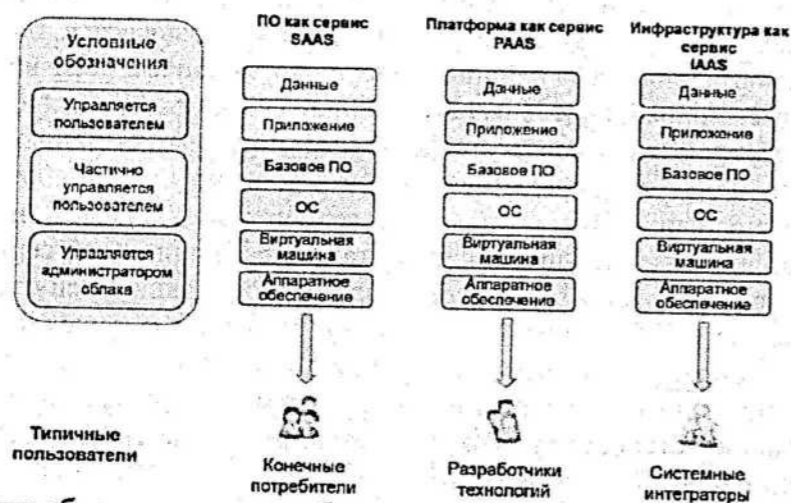 Условные
обозначения
Управляется
пользователем
Частично
управляется
пользователем
Управляется
администратором
облака
ПО как сервис
SAAS
Данные
Приложение
Базовое ПО
ОС
Виртуальная
машина
Аппаратное
обеспечение
Платформа как сервис
PAAS
Данные
Приложение
Базовое ПО
ОС
Виртуальная
машина
Аппаратное
обеспечение
Инфраструктура как
сервис
IAAS
Данные
Приложение
Базовое ПО
ОС
Виртуальная
машина
Аппаратное
обеспечение
Типичные
пользователи
Конечные
потребители
Разработчики
технологий
Системные
интеграторы